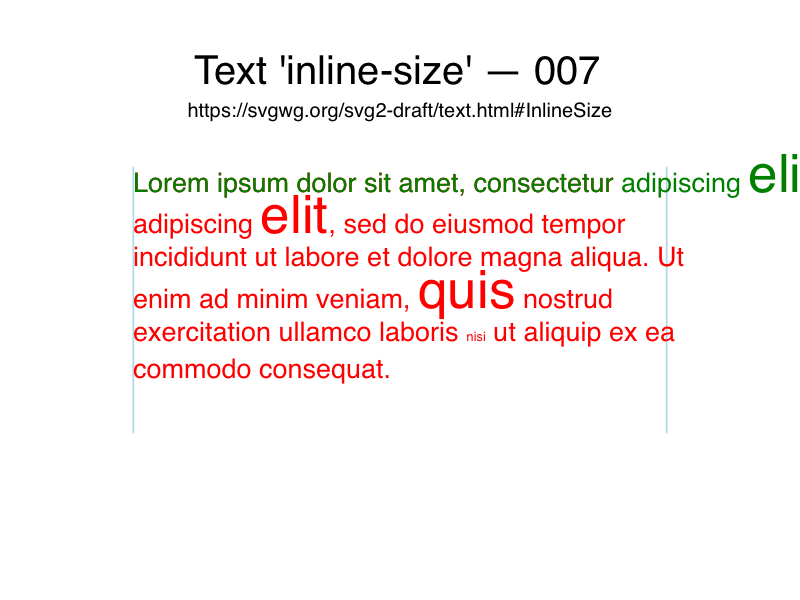 Text 'inline-size' — 007
https://svgwg.org/svg2-draft/text.html#InlineSize
Lorem ipsum dolor sit amet, consectetur adipiscing eli
adipiscing elit, sed do eiusmod tempor
incididunt ut labore et dolore magna aliqua. Ut
enim ad minim veniam, quis nostrud
exercitation ullamco laboris nisi ut aliquip ex ea
commodo consequat.